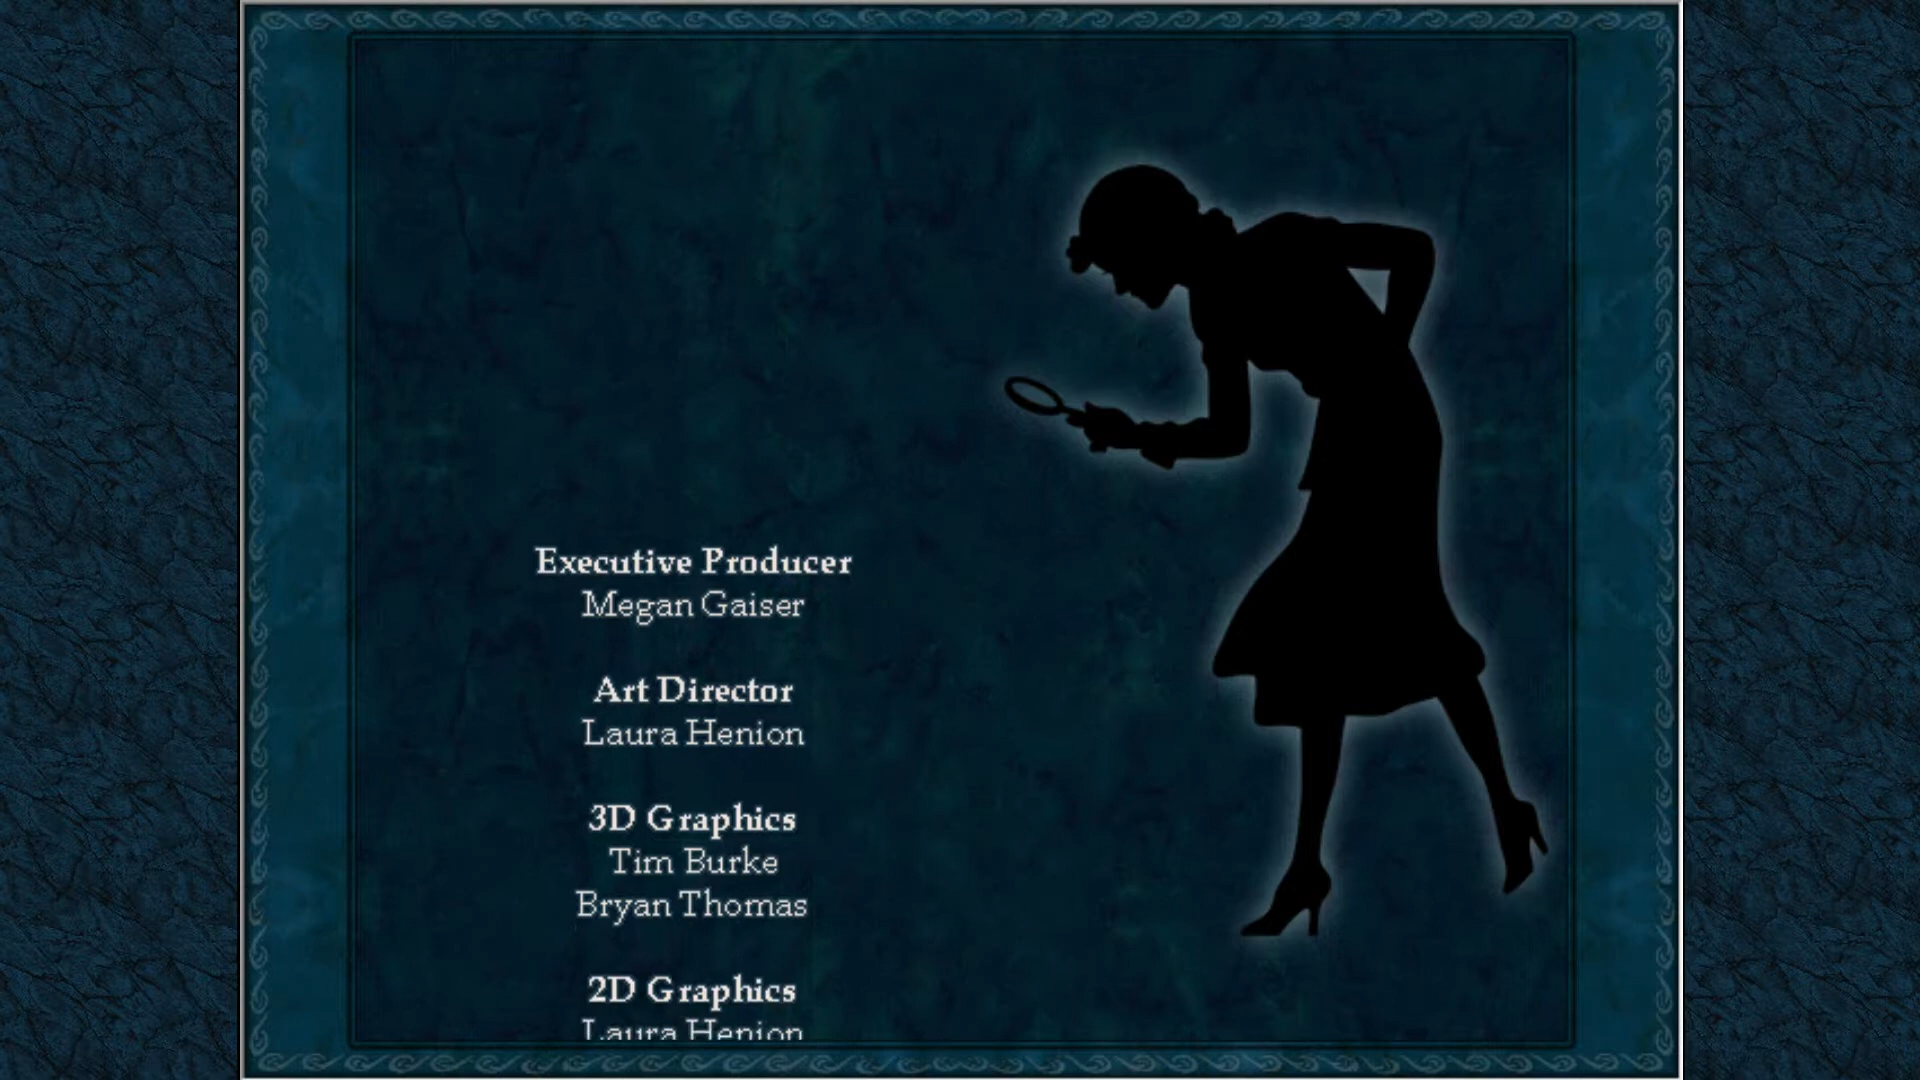 Executive Producer
Megan Gaiser
Art Director
Laura Henion
3D Graphics
Tim Burke
Bryan Thomas
2D Graphics
Laura Henion